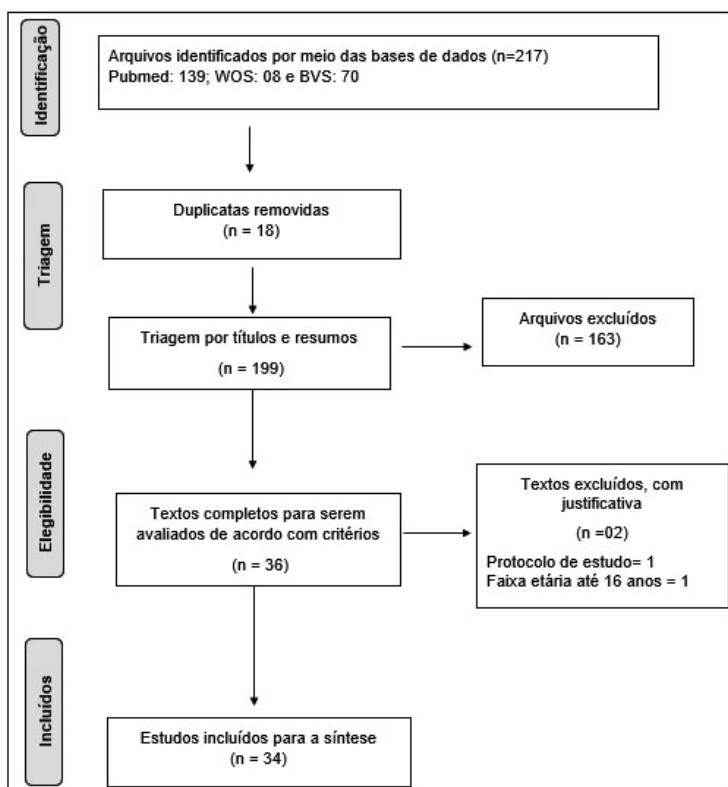 Identificação
Arquivos identificados por meio das bases de dados (n=217)
Pubmed: 139; WOS: 08 e BVS: 70
Triagem
Duplicatas removidas
(n = 18)
Triagem por títulos e resumos
(n = 199)
Arquivos excluídos
(n = 163)
Elegibilidade
Textos completos para serem
avaliados de acordo com critérios
(n = 36)
Textos excluídos, com
justificativa
(n =02)
Protocolo de estudo= 1
Faixa etária até 16 anos = 1
Incluídos
Estudos incluídos para a síntese
(n = 34)